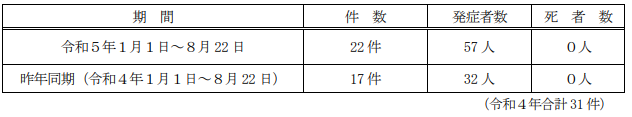 期 間 件 数 発症者数 死 者 数
令和５年１月１日～８月22日 22件 57人 ０人
昨年同期（令和４年１月１日～８月22日） 17件 32人 ０人
（令和４年合計31件）